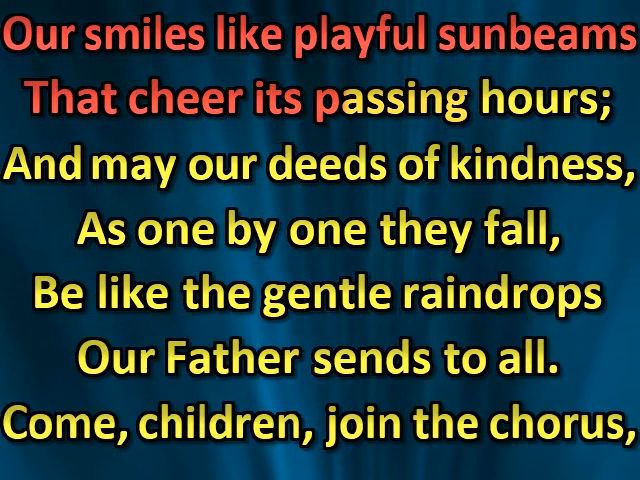 Our smiles like playful sunbeams
That cheer its passing hours;
And may our deeds of kindness,
As one by one they fall,
Be like the gentle raindrops
Our Father sends to all.
Come, children, join the chorus,